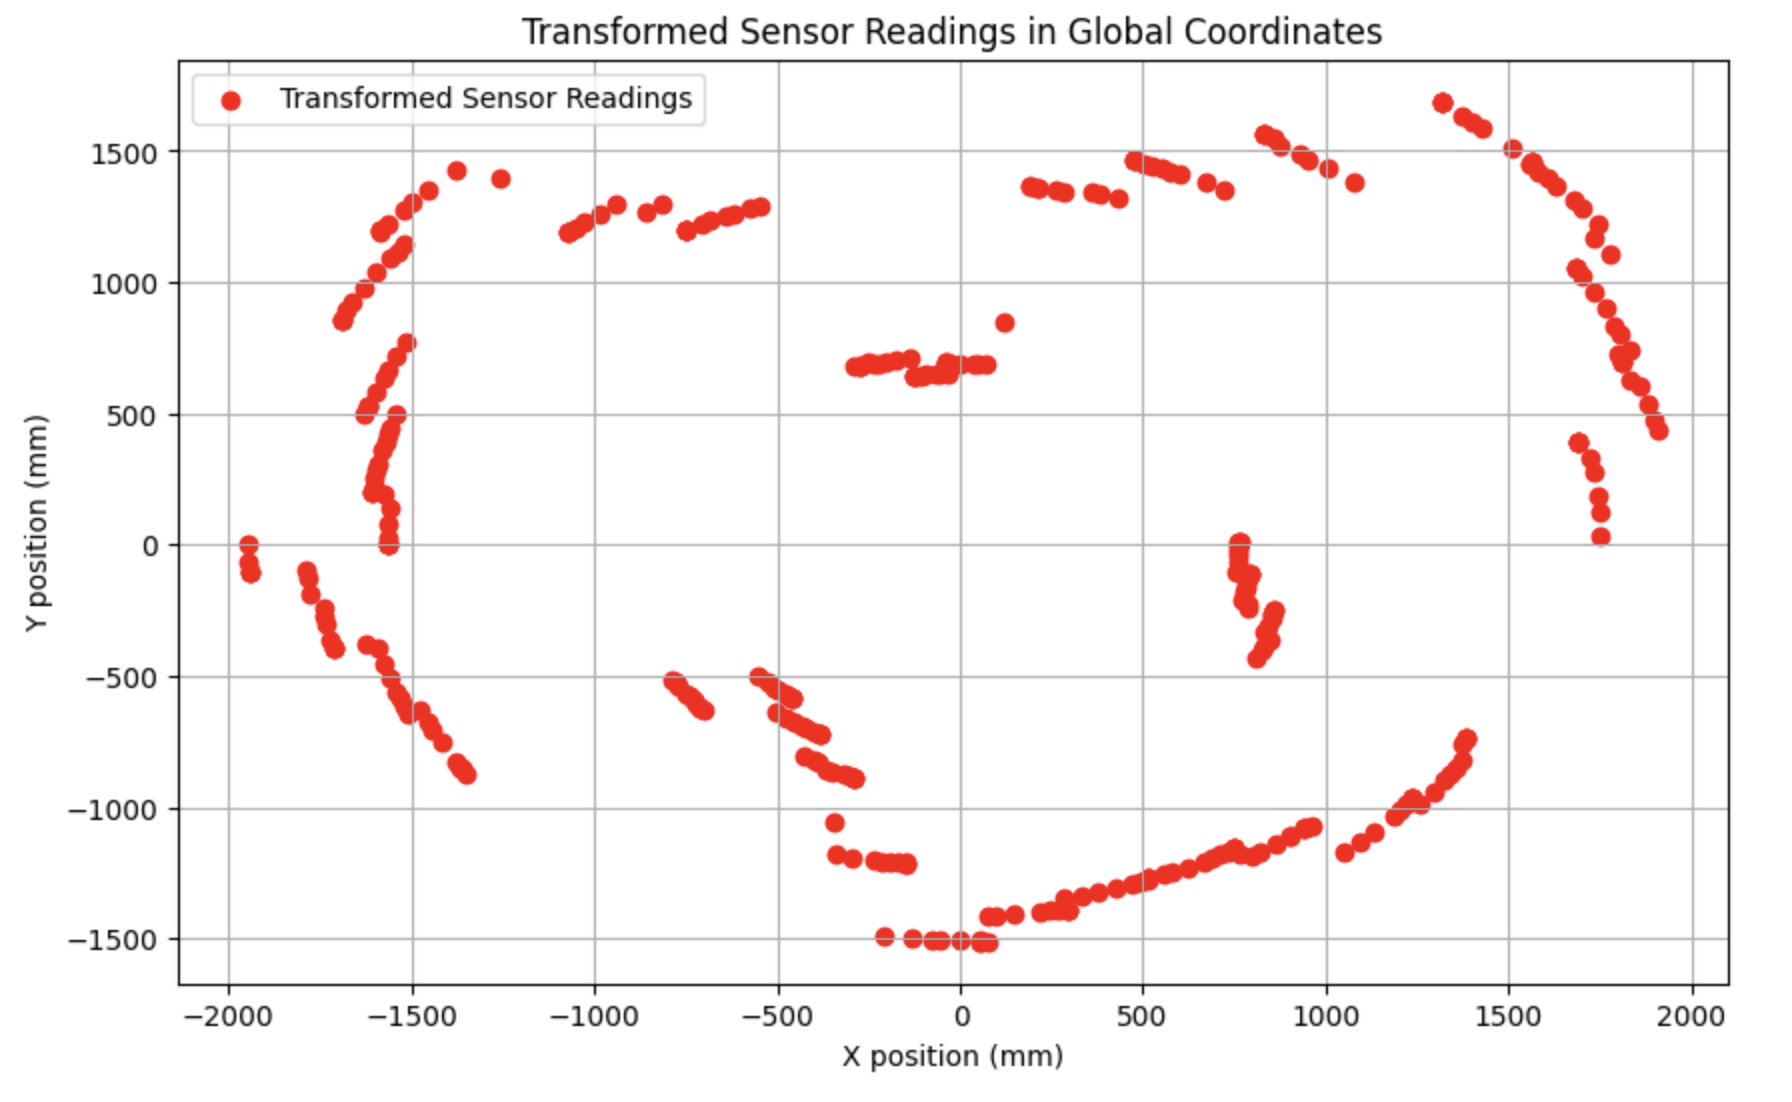 Transformed Sensor Readings in Global Coordinates
Transformed Sensor Readings
1500
1000
500
0
−500
−1000
−1500
Y position (mm)
−2000 −1500 −1000 −500 0 500 1000 1500 2000
X position (mm)